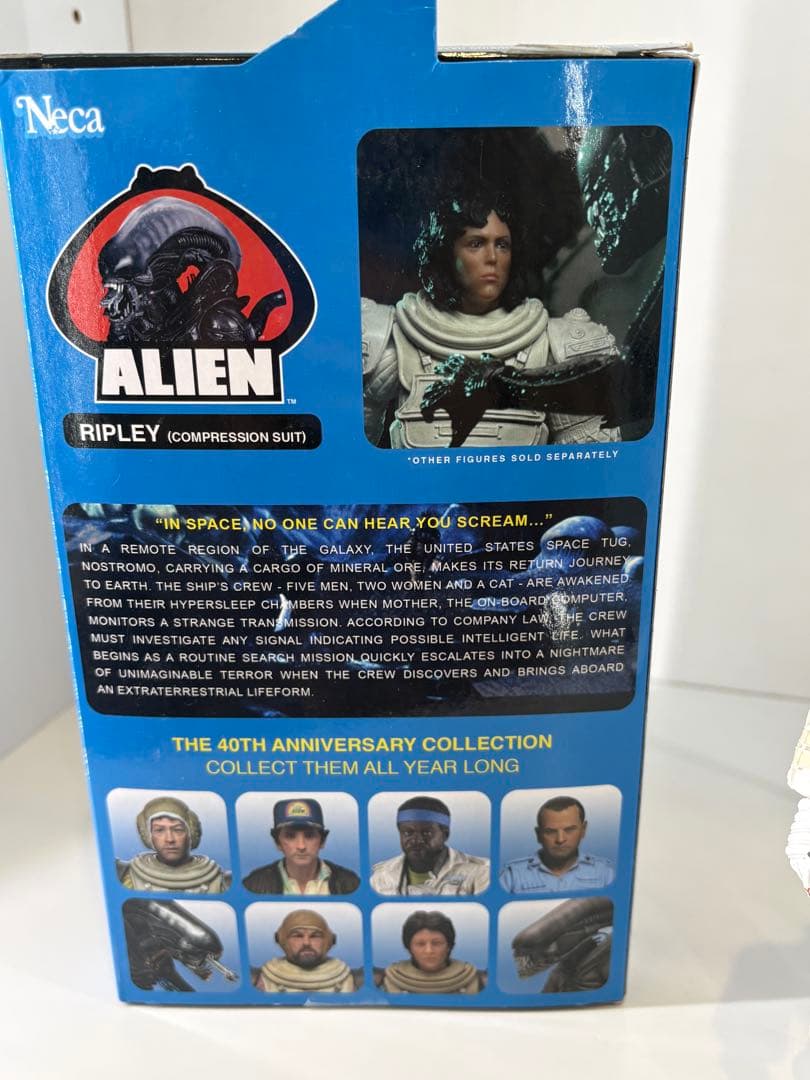 Neca
ALIEN
TM
RIPLEY (COMPRESSION SUIT)
*OTHER FIGURES SOLD SEPARATELY
“IN SPACE, NO ONE CAN HEAR YOU SCREAM...”
IN A REMOTE REGION OF THE GALAXY, THE UNITED STATES SPACE TUG,
NOSTROMO, CARRYING A CARGO OF MINERAL ORE, MAKES ITS RETURN JOURNEY
TO EARTH. THE SHIP'S CREW - FIVE MEN, TWO WOMEN AND A CAT - ARE AWAKENED
FROM THEIR HYPERSLEEP CHAMBERS WHEN MOTHER, THE ON-BOARD COMPUTER,
MONITORS A STRANGE TRANSMISSION. ACCORDING TO COMPANY LAW, THE CREW
MUST INVESTIGATE ANY SIGNAL INDICATING POSSIBLE INTELLIGENT LIFE. WHAT
BEGINS AS A ROUTINE SEARCH MISSION QUICKLY ESCALATES INTO A NIGHTMARE
OF UNIMAGINABLE TERROR WHEN THE CREW DISCOVERS AND BRINGS ABOARD
AN EXTRATERRESTRIAL LIFEFORM.
THE 40TH ANNIVERSARY COLLECTION
COLLECT THEM ALL YEAR LONG